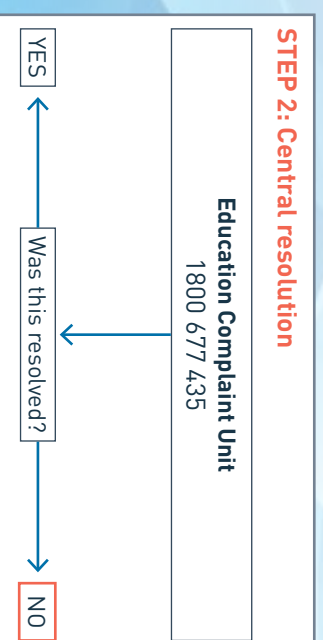 STEP 2: Central resolution
Education Complaint Unit
1800 677 435
YES
Was this resolved?
NO